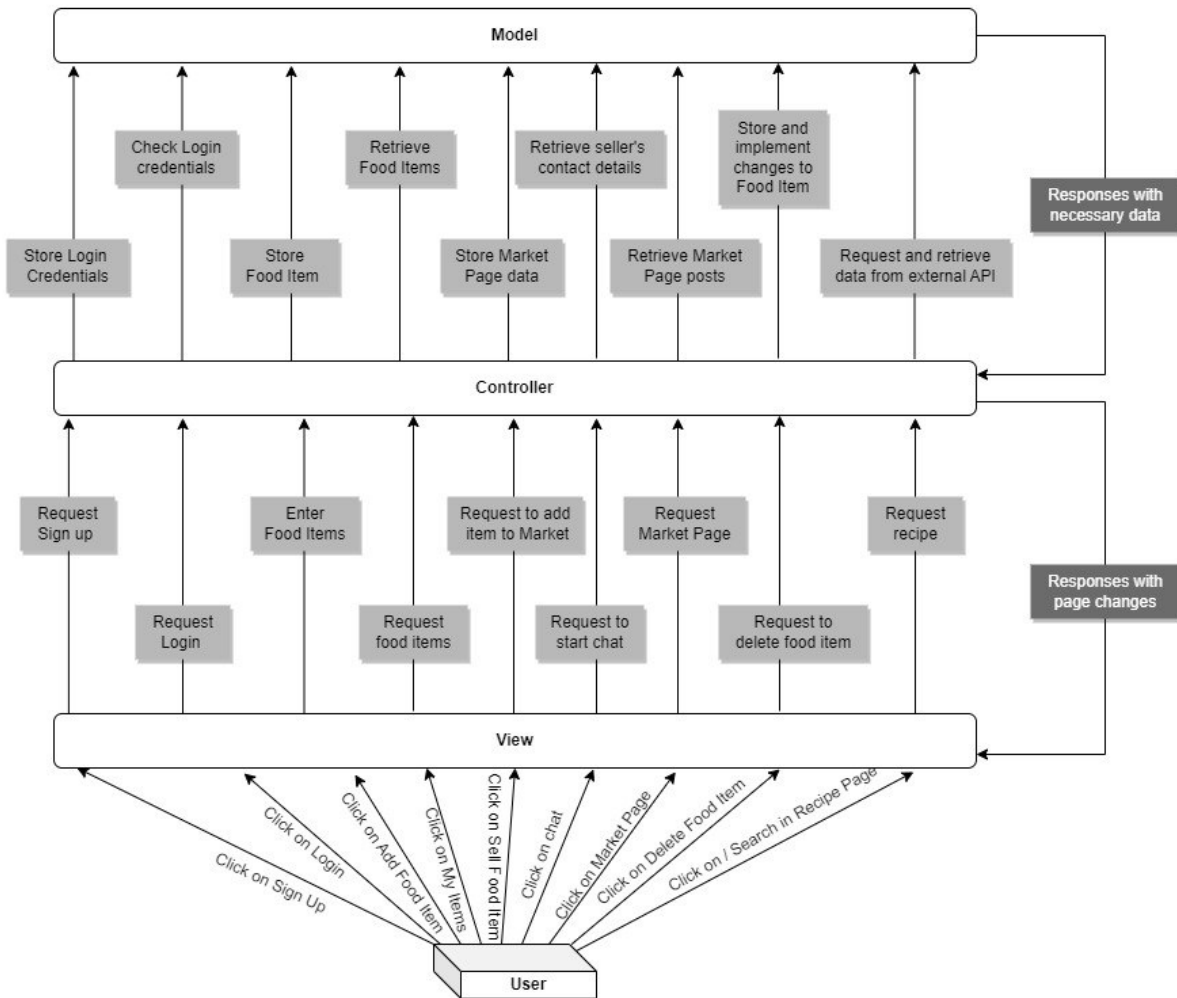 Model
Check Login
credentials
Retrieve
Food Items
Retrieve seller's
contact details
Store and
implement
changes to
Food Item
Responses with
necessary data
Store Login
Credentials
Store
Food Item
Store Market
Page data
Retrieve Market
Page posts
Request and retrieve
data from external API
Controller
Request
Sign up
Enter
Food Items
Request to add
item to Market
Request
Market Page
Request
recipe
Responses with
page changes
Request
Login
Request
food items
Request to
start chat
Request to
delete food item
View
Click on Sign Up
Click on Login
Click on Add Food Item
Click on My Items
Click on Sell Food Item
Click on chat
Click on Market Page
Click on Delete Food Item
Click on / Search in Recipe Page
User